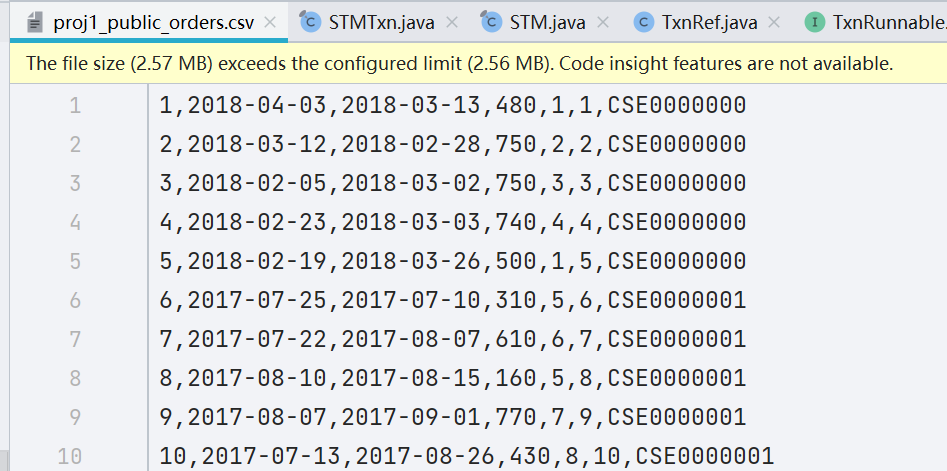 proj1_public_orders.csv STMTxn.java STM.java TxnRef.java TxnRunnable.
The file size (2.57 MB) exceeds the configured limit (2.56 MB). Code insight features are not available.
1 1,2018-04-03,2018-03-13,480,1,1,CSE0000000
2 2,2018-03-12,2018-02-28,750,2,2,CSE0000000
3 3,2018-02-05,2018-03-02,750,3,3,CSE0000000
4 4,2018-02-23,2018-03-03,740,4,4,CSE0000000
5 5,2018-02-19,2018-03-26,500,1,5,CSE0000000
6 6,2017-07-25,2017-07-10,310,5,6,CSE0000001
7 7,2017-07-22,2017-08-07,610,6,7,CSE0000001
8 8,2017-08-10,2017-08-15,160,5,8,CSE0000001
9 9,2017-08-07,2017-09-01,770,7,9,CSE0000001
10 10,2017-07-13,2017-08-26,430,8,10,CSE0000001